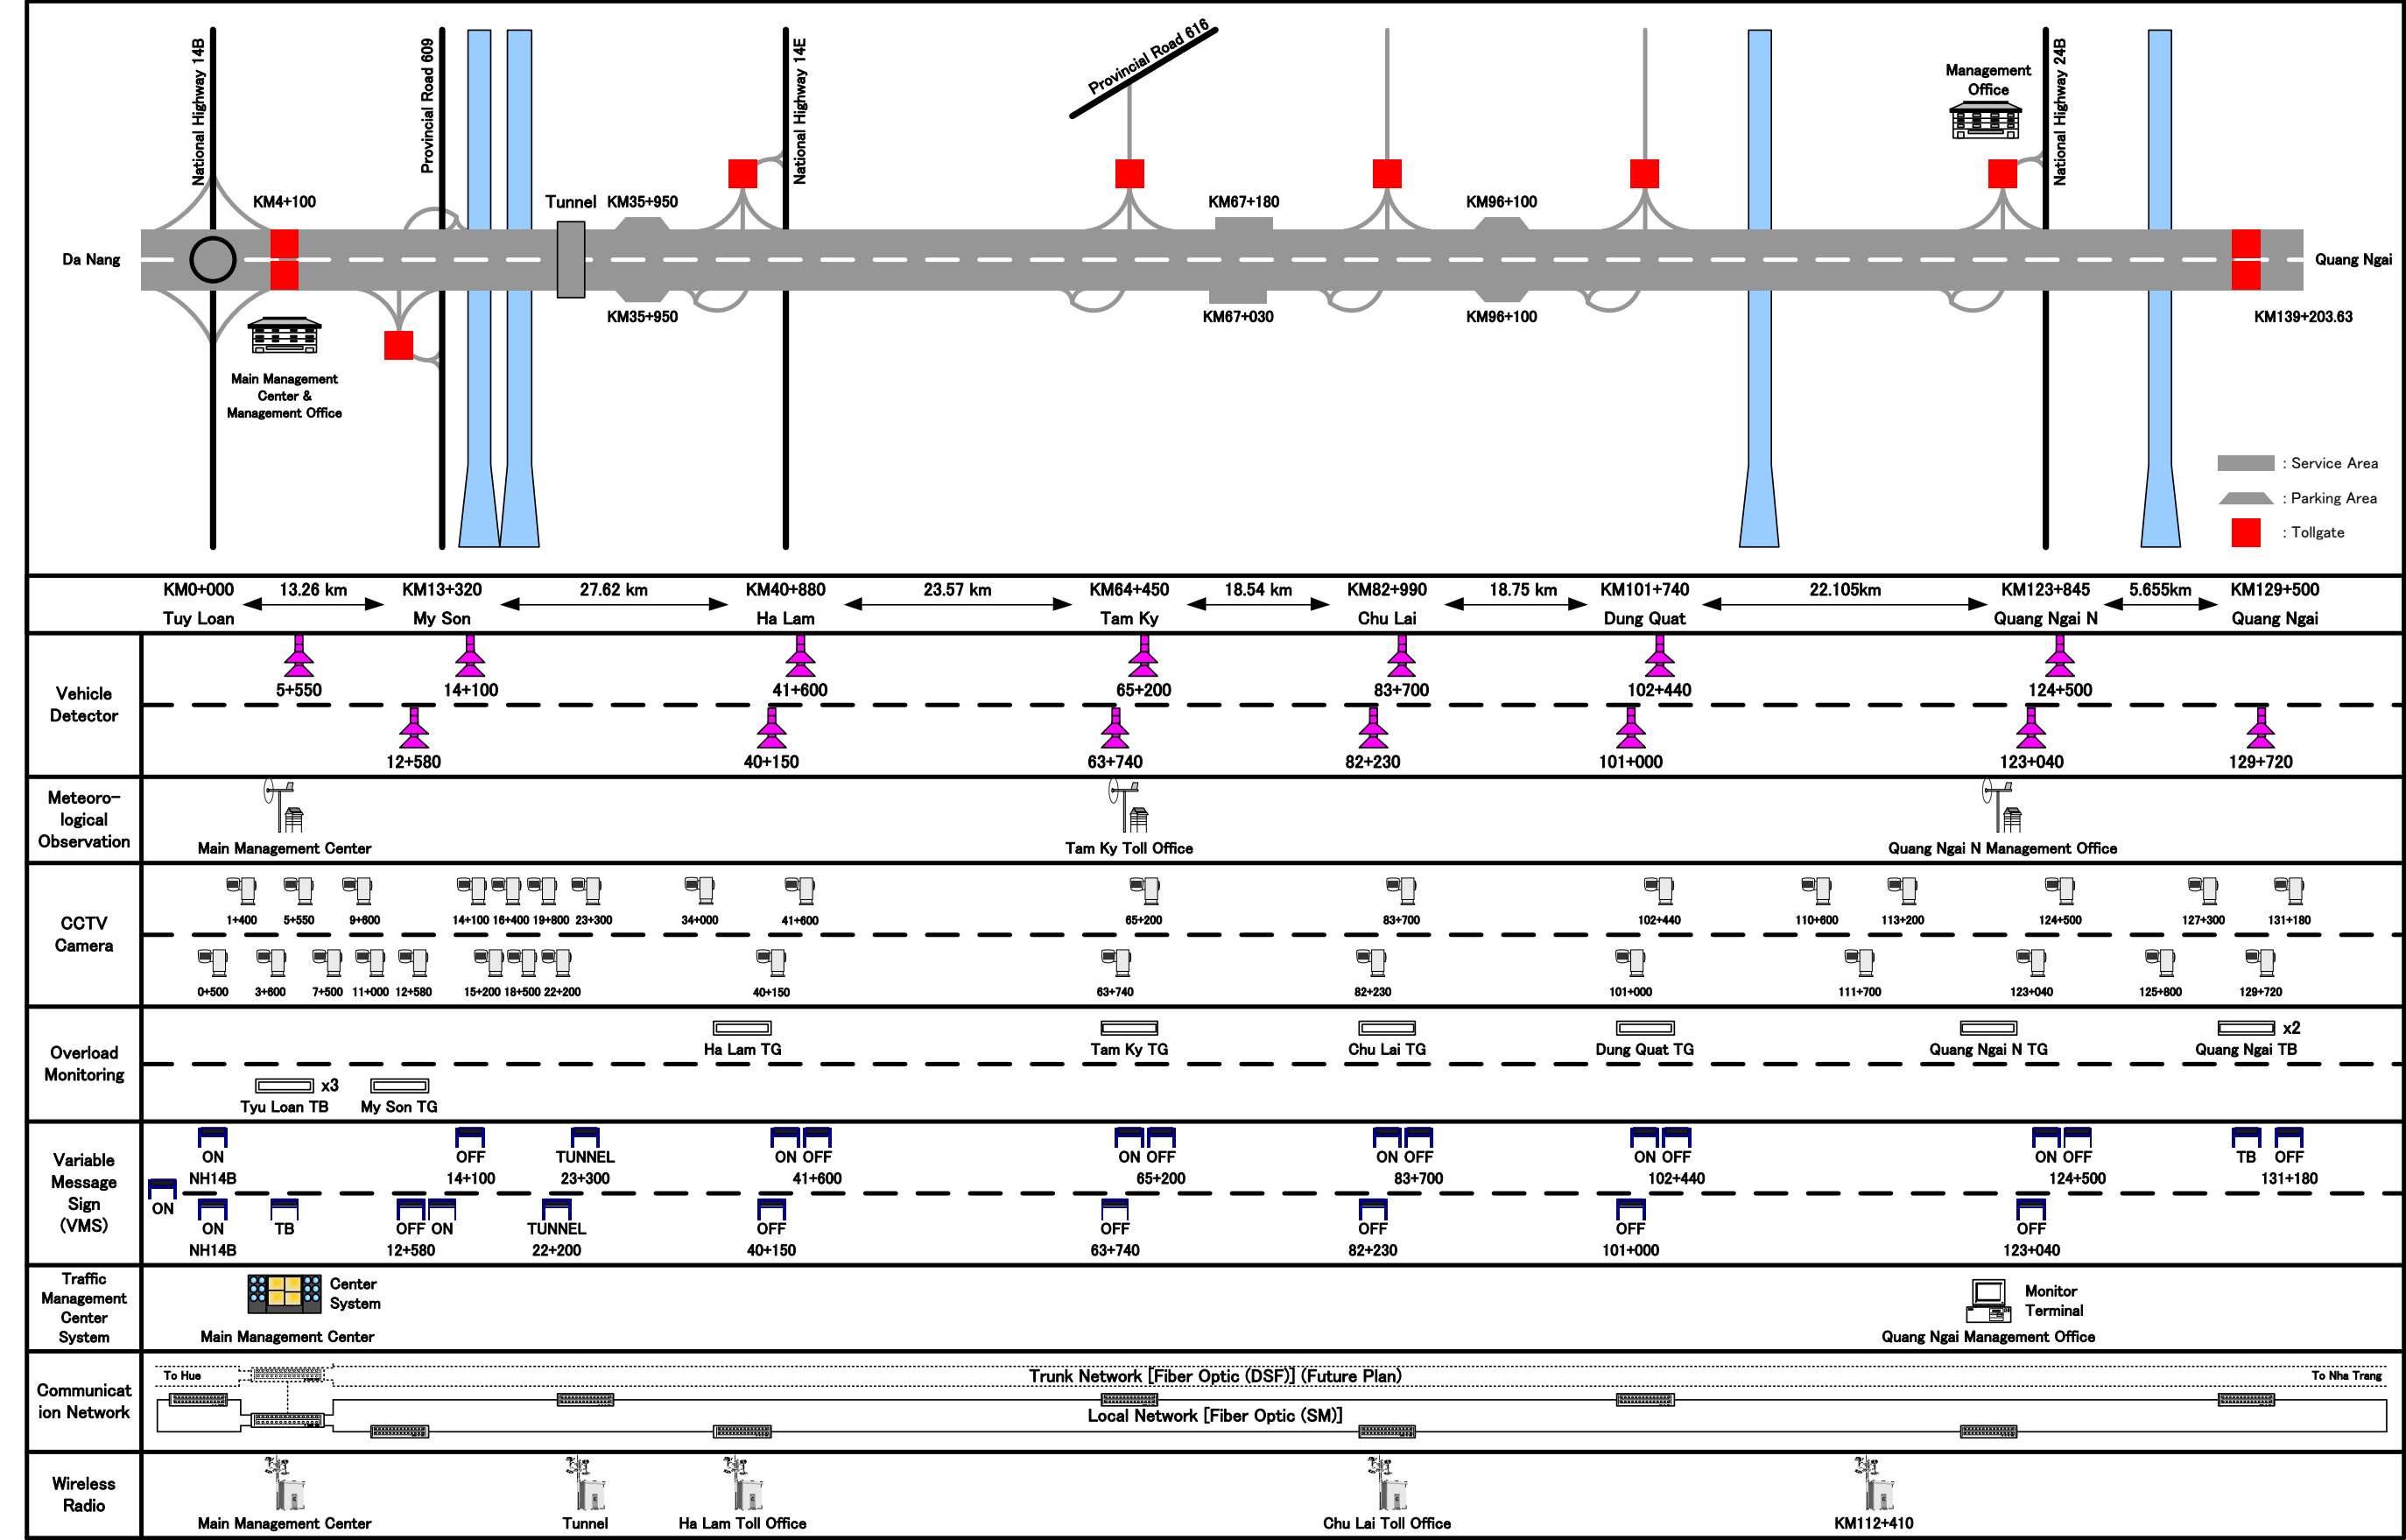 National Highway 14B
Provincial Road 609
National Highway 14E
Provincial Road 616
Management
Office
National Highway 24B
KM4+100
Tunnel
KM35+950
KM67+180
KM96+100
Da Nang
Quang Ngai
KM35+950
KM67+030
KM96+100
KM139+203.63
Main Management
Center &
Management Office
: Service Area
: Parking Area
: Tollgate
KM0+000
13.26 km
KM13+320
27.62 km
KM40+880
23.57 km
KM64+450
18.54 km
KM82+990
18.75 km
KM101+740
22.105km
KM123+845
5.655km
KM129+500
Tuy Loan
My Son
Ha Lam
Tam Ky
Chu Lai
Dung Quat
Quang Ngai N
Quang Ngai
Vehicle
Detector
5+550
14+100
41+600
65+200
83+700
102+440
124+500
12+580
40+150
63+740
82+230
101+000
123+040
129+720
Meteoro-
logical
Observation
Main Management Center
Tam Ky Toll Office
Quang Ngai N Management Office
CCTV
Camera
1+400
5+550
9+600
14+100
16+400
19+800
23+300
34+000
41+600
65+200
83+700
102+440
110+600
113+200
124+500
127+300
131+180
0+500
3+600
7+500
11+000
12+580
15+200
18+500
22+200
40+150
63+740
82+230
101+000
111+700
123+040
125+800
129+720
Overload
Monitoring
Ha Lam TG
Tam Ky TG
Chu Lai TG
Dung Quat TG
Quang Ngai N TG
x2
Quang Ngai TB
x3
Tyu Loan TB
My Son TG
Variable
Message
Sign
(VMS)
ON
NH14B
OFF
14+100
TUNNEL
23+300
ON OFF
41+600
ON OFF
65+200
ON OFF
83+700
ON OFF
102+440
ON OFF
124+500
TB OFF
131+180
ON
ON
NH14B
TB
OFF ON
12+580
TUNNEL
22+200
OFF
40+150
OFF
63+740
OFF
82+230
OFF
101+000
OFF
123+040
Traffic
Management
Center
System
Center
System
Main Management Center
Monitor
Terminal
Quang Ngai Management Office
Communicat
ion Network
To Hue
Trunk Network [Fiber Optic (DSF)] (Future Plan)
To Nha Trang
Local Network [Fiber Optic (SM)]
Wireless
Radio
Main Management Center
Tunnel
Ha Lam Toll Office
Chu Lai Toll Office
KM112+410